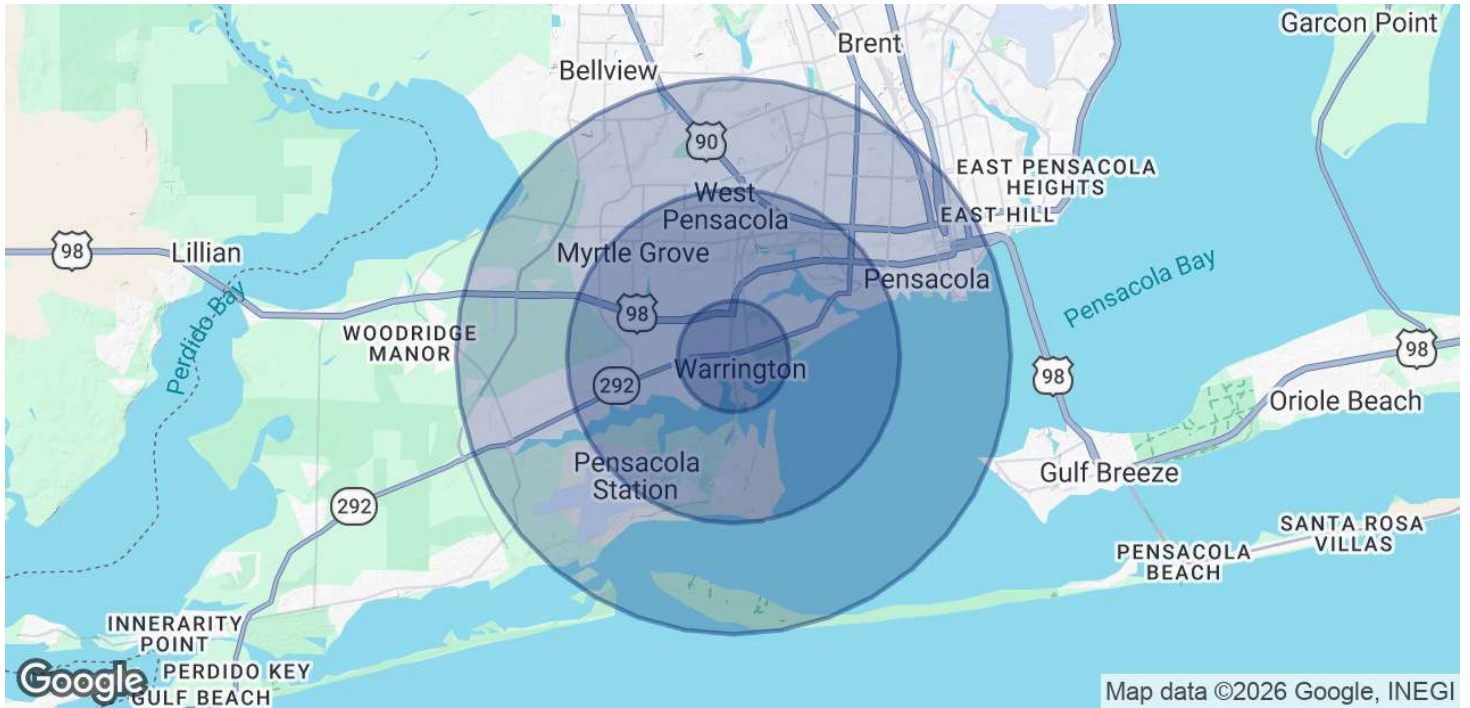 Garcon Point
Brent
Bellview
90
EAST PENSACOLA
HEIGHTS
West
Pensacola
EAST HILL
98
Lillian
Myrtle Grove
Pensacola
Pensacola Bay
Perdido Bay
98
WOODRIDGE
MANOR
98
98
Warrington
292
Oriole Beach
Pensacola
Station
Gulf Breeze
292
SANTA ROSA
VILLAS
PENSACOLA
BEACH
INNERARITY
POINT
PERDIDO KEY
GULF BEACH
Google
Map data ©2026 Google, INEGI